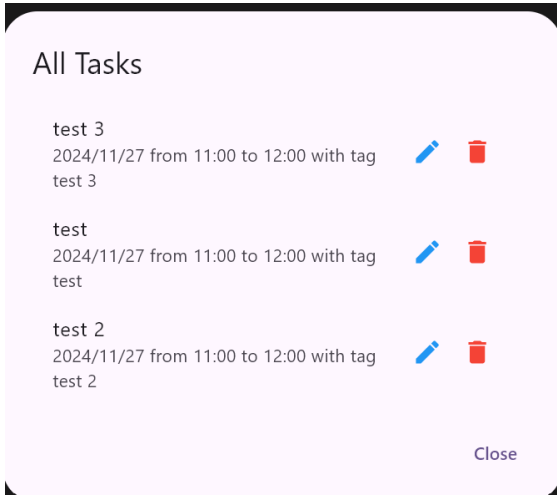 All Tasks
test 3
2024/11/27 from 11:00 to 12:00 with tag
test 3
test
2024/11/27 from 11:00 to 12:00 with tag
test
test 2
2024/11/27 from 11:00 to 12:00 with tag
test 2
Close